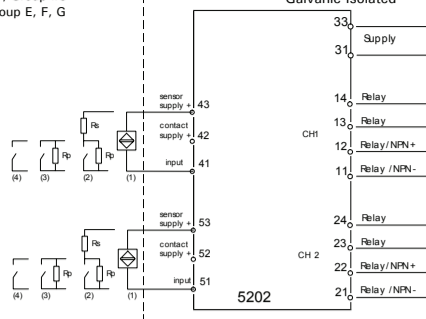 oup E, F, G
Galvanic Isolated
33
Supply
31
sensor
supply + 43
contact
supply + 42
input 41
Rs
Rp
Rp
(4) (3) (2) (1)
14 Relay
13 Relay
CH1
12 Relay/NPN+
11 Relay /NPN-
sensor
supply + 53
contact
supply + 52
input 51
Rs
Rp
Rp
(4) (3) (2) (1)
24 Relay
23 Relay
CH 2
22 Relay/NPN+
21 Relay /NPN-
5202